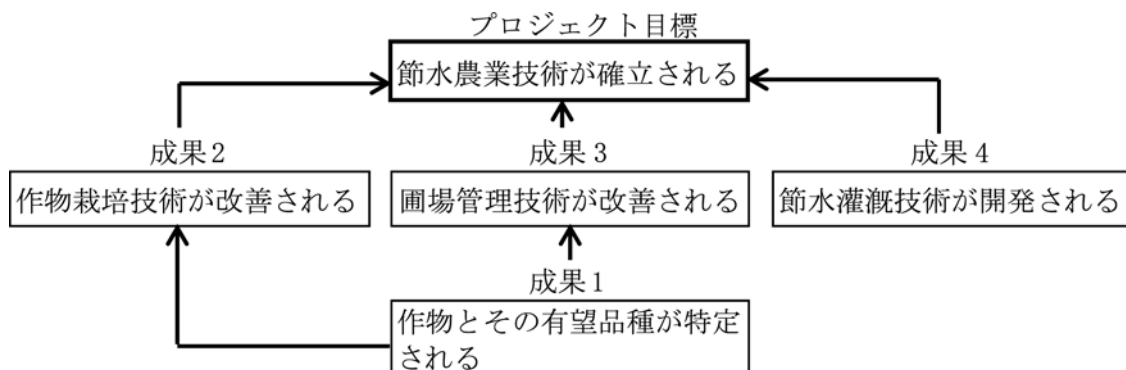 プロジェクト目標
節水農業技術が確立される
成果2
成果3
成果4
作物栽培技術が改善される
圃場管理技術が改善される
節水灌漑技術が開発される
成果1
作物とその有望品種が特定
される